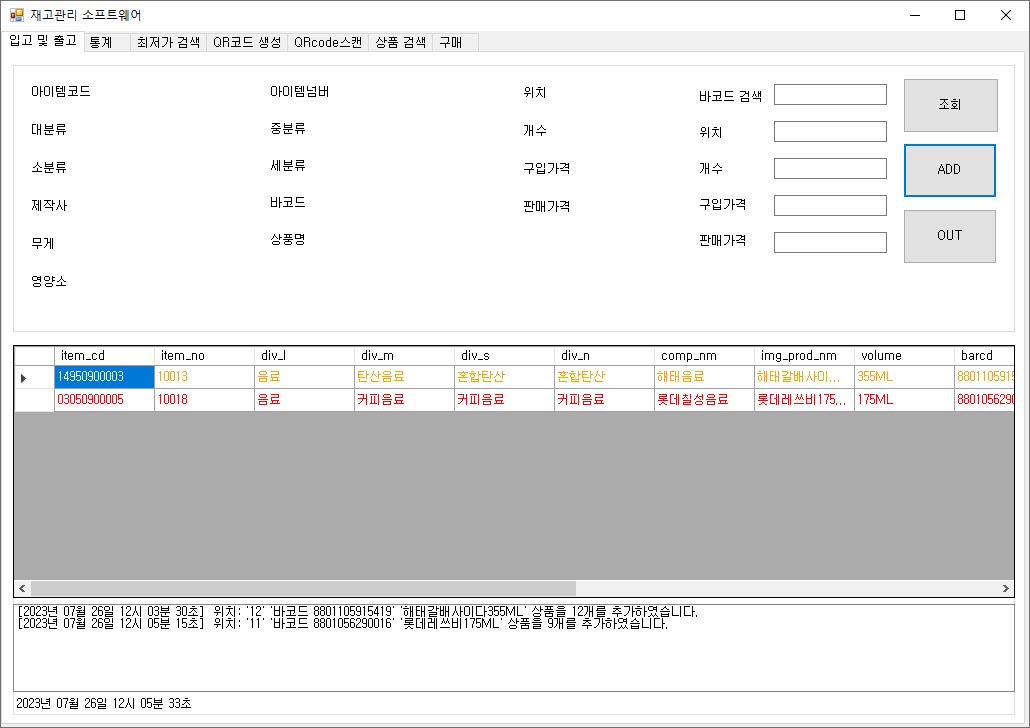 재고관리 소프트웨어
입고 및 출고 통계 최저가 검색 QR코드 생성 QRcode스캔 상품 검색 구매
아이템코드 아이템넘버 위치 바코드 검색 조회
대분류 중분류 개수 위치
소분류 세분류 구입가격 개수 ADD
제작사 바코드 판매가격 구입가격
무게 상품명 판매가격 OUT
영양소
item_cd item_no div_l div_m div_s div_n comp_nm img_prod_nm volume barcd
14950900003 10013 음료 탄산음료 혼합탄산 혼합탄산 해태음료 해태갈배사이... 355ML 8801105915
03050900005 10018 음료 커피음료 커피음료 커피음료 롯데칠성음료 롯데레쓰비175... 175ML 8801056290
[2023년 07월 26일 12시 03분 30초] 위치: '12' '바코드 8801105915419' '해태갈배사이다355ML' 상품을 12개를 추가하였습니다.
[2023년 07월 26일 12시 05분 15초] 위치: '11' '바코드 8801056290016' '롯데레쓰비175ML' 상품을 9개를 추가하였습니다.
2023년 07월 26일 12시 05분 33초